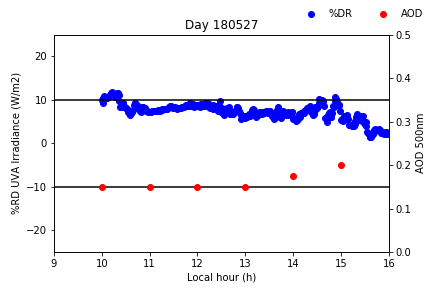 %DR AOD
Day 180527
20
10
0
−10
−20
%RD UVA Irradiance (W/m2)
0.5
0.4
0.3
0.2
0.1
0.0
AOD 500nm
9 10 11 12 13 14 15 16
Local hour (h)